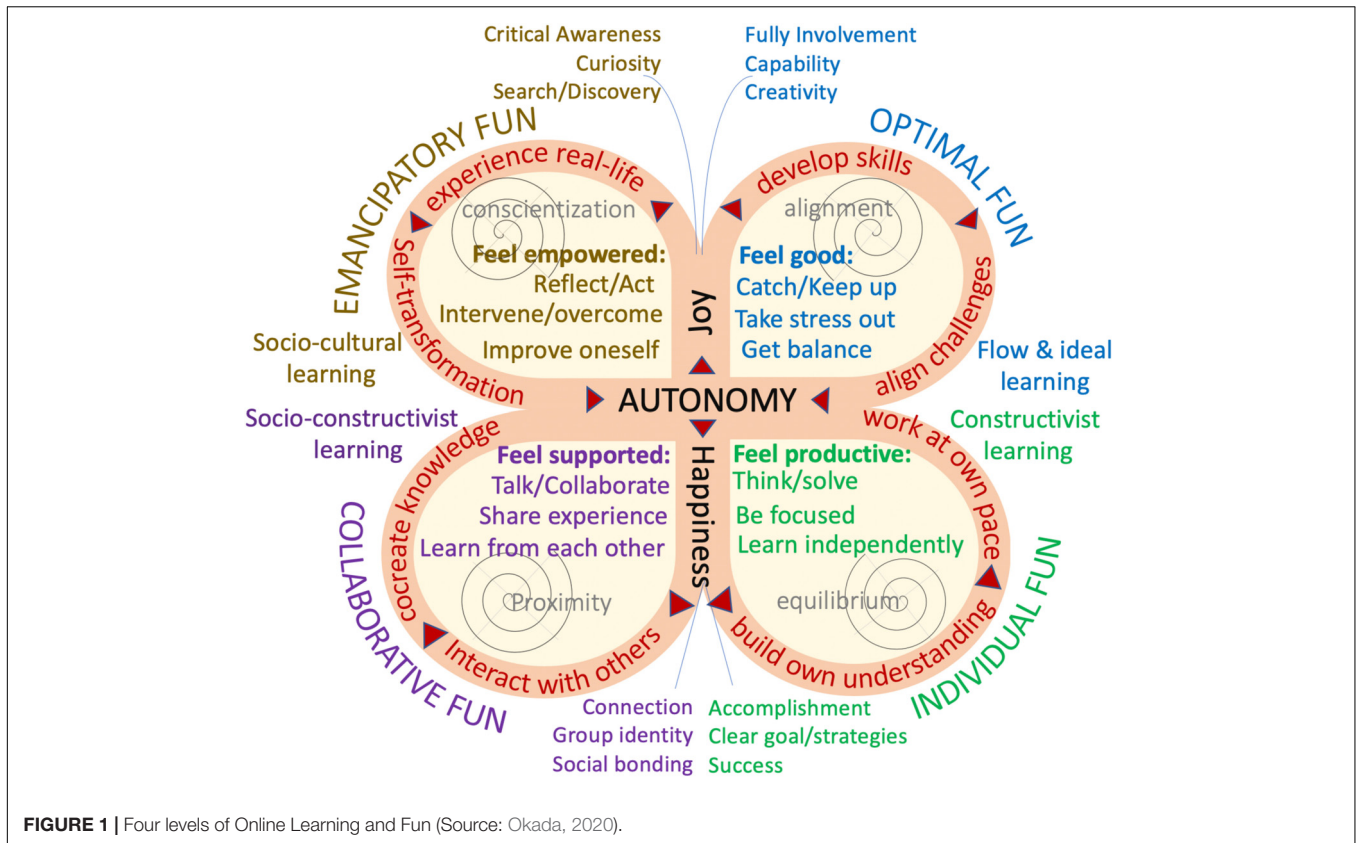 Critical Awareness
Curiosity
Search/Discovery
Fully Involvement
Capability
Creativity
EMANCIPATORY FUN
experience real-life
Self-transformation
conscientization
Feel empowered:
Reflect/Act
Intervene/overcome
Improve oneself
Socio-cultural
learning
OPTIMAL FUN
develop skills
align challenges
alignment
Feel good:
Catch/Keep up
Take stress out
Get balance
Flow & ideal
learning
Joy
AUTONOMY
Happiness
Socio-constructivist
learning
COLLABORATIVE FUN
cocreate knowledge
Interact with others
Feel supported:
Talk/Collaborate
Share experience
Learn from each other
Proximity
Constructivist
learning
INDIVIDUAL FUN
work at own pace
build own understanding
Feel productive:
Think/solve
Be focused
Learn independently
equilibrium
Connection
Group identity
Social bonding
Accomplishment
Clear goal/strategies
Success
FIGURE 1 | Four levels of Online Learning and Fun (Source: Okada, 2020).